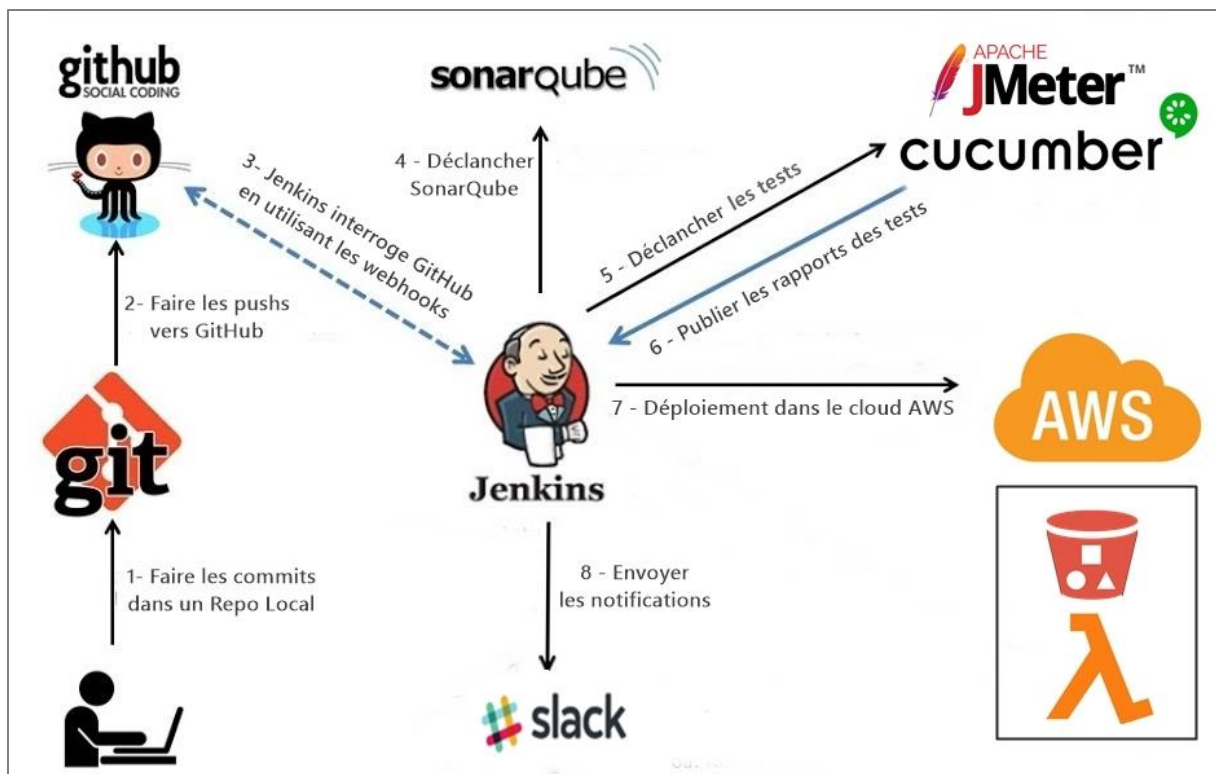 github
SOCIAL CODING
sonarqube
APACHE
JMeter™
cucumber
3- Jenkins interroge GitHub
en utilisant les webhooks
4 - Déclancher
SonarQube
5 - Déclancher les tests
6 - Publier les rapports des tests
2- Faire les pushs
vers GitHub
7 - Déploiement dans le cloud AWS
AWS
git
Jenkins
1- Faire les commits
dans un Repo Local
8 - Envoyer
les notifications
slack